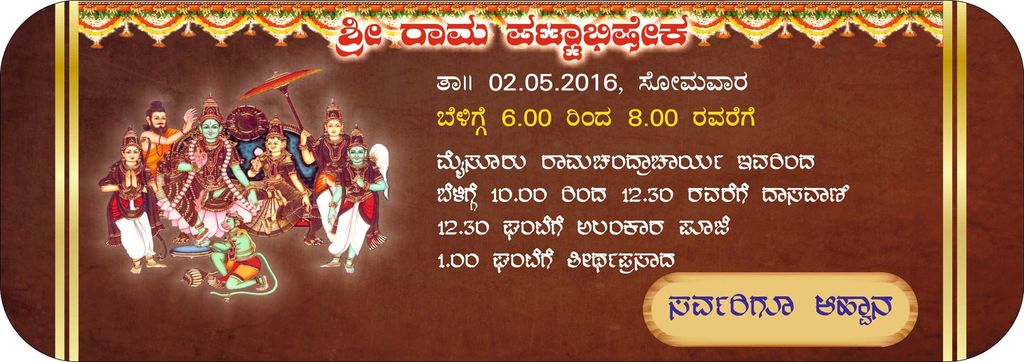 ಶ್ರೀ ರಾಮ ಪಟ್ಟಾಭಿಷೇಕ
ತಾ॥ 02.05.2016, ಸೋಮವಾರ
ಬೆಳಿಗ್ಗೆ 6.00 ರಿಂದ 8.00 ರವರೆಗೆ
ಮೈಸೂರು ರಾಮಚಂದ್ರಾಚಾರ್ಯ ಇವರಿಂದ
ಬೆಳಿಗ್ಗೆ 10.00 ರಿಂದ 12.30 ರವರೆಗೆ ದಾಸವಾಣಿ
12.30 ಘಂಟೆಗೆ ಅಲಂಕಾರ ಪೂಜೆ
1.00 ಘಂಟೆಗೆ ತೀರ್ಥಪ್ರಸಾದ
ಸರ್ವರಿಗೂ ಆಹ್ವಾನ